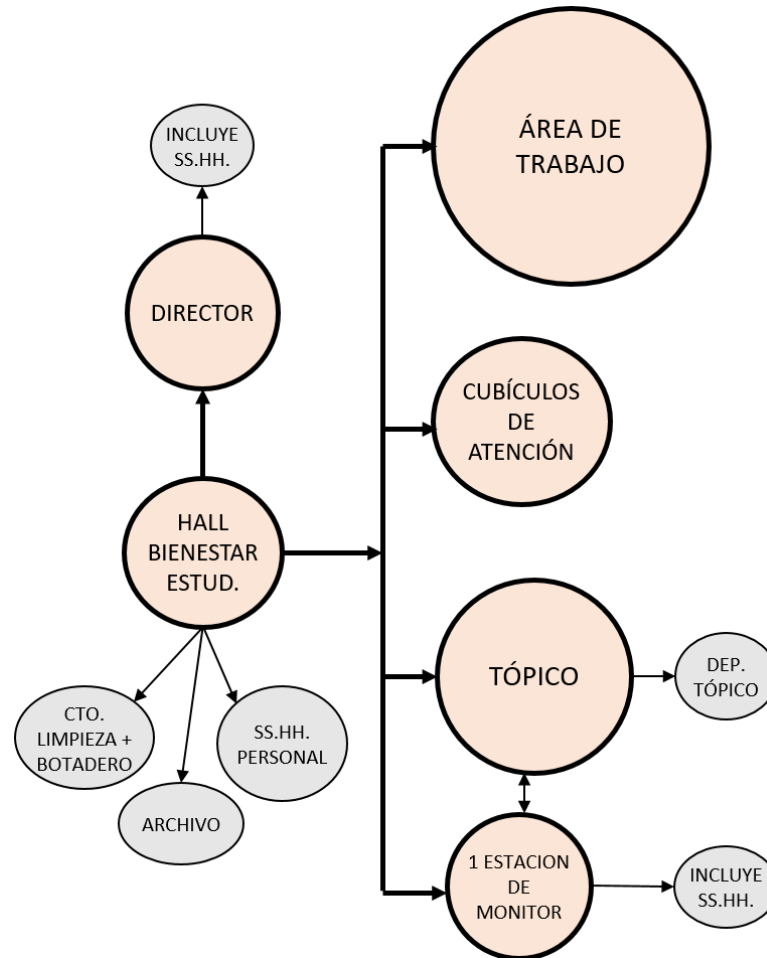 INCLUYE
SS.HH.
DIRECTOR
HALL
BIENESTAR
ESTUD.
CTO.
LIMPIEZA +
BOTADERO
ARCHIVO
SS.HH.
PERSONAL
ÁREA DE
TRABAJO
CUBÍCULOS
DE
ATENCIÓN
TÓPICO
DEP.
TÓPICO
1 ESTACION
DE
MONITOR
INCLUYE
SS.HH.